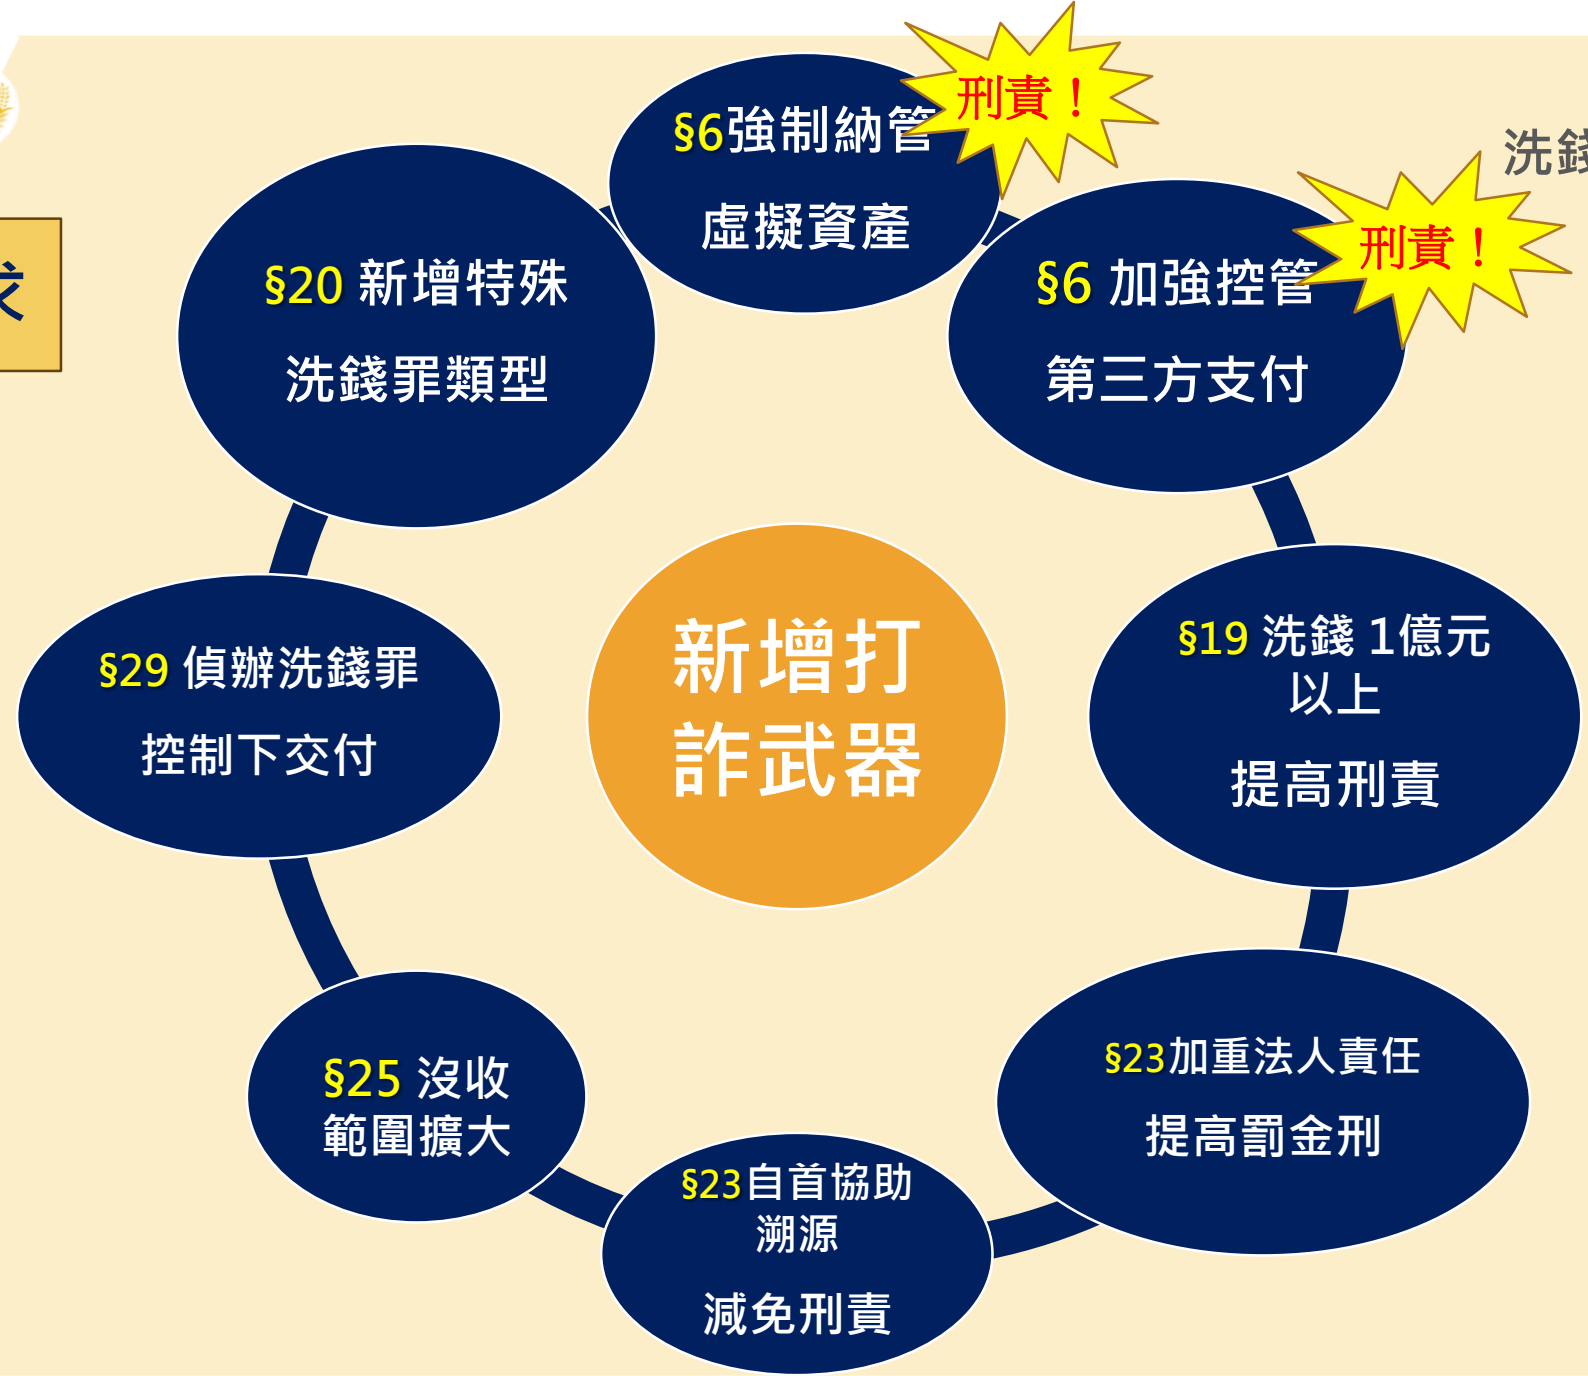 §6強制納管
虛擬資產
刑責！
§6 加強控管
第三方支付
刑責！
洗錢
求
§19 洗錢 1億元
以上
提高刑責
§23加重法人責任
提高罰金刑
§23自首協助
溯源
減免刑責
§25 沒收
範圍擴大
§29 偵辦洗錢罪
控制下交付
§20 新增特殊
洗錢罪類型
新增打
詐武器